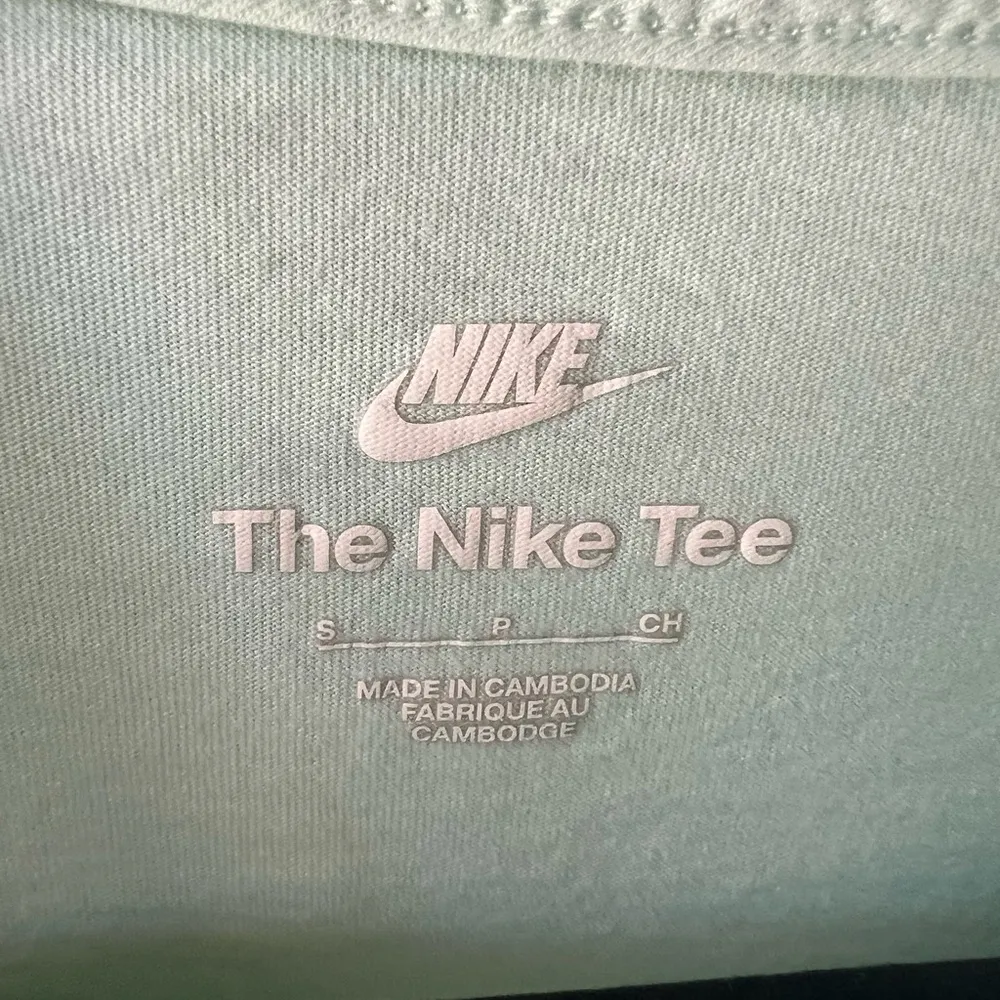 NIKE
The Nike Tee
S P CH
MADE IN CAMBODIA
FABRIQUE AU
CAMBODGE